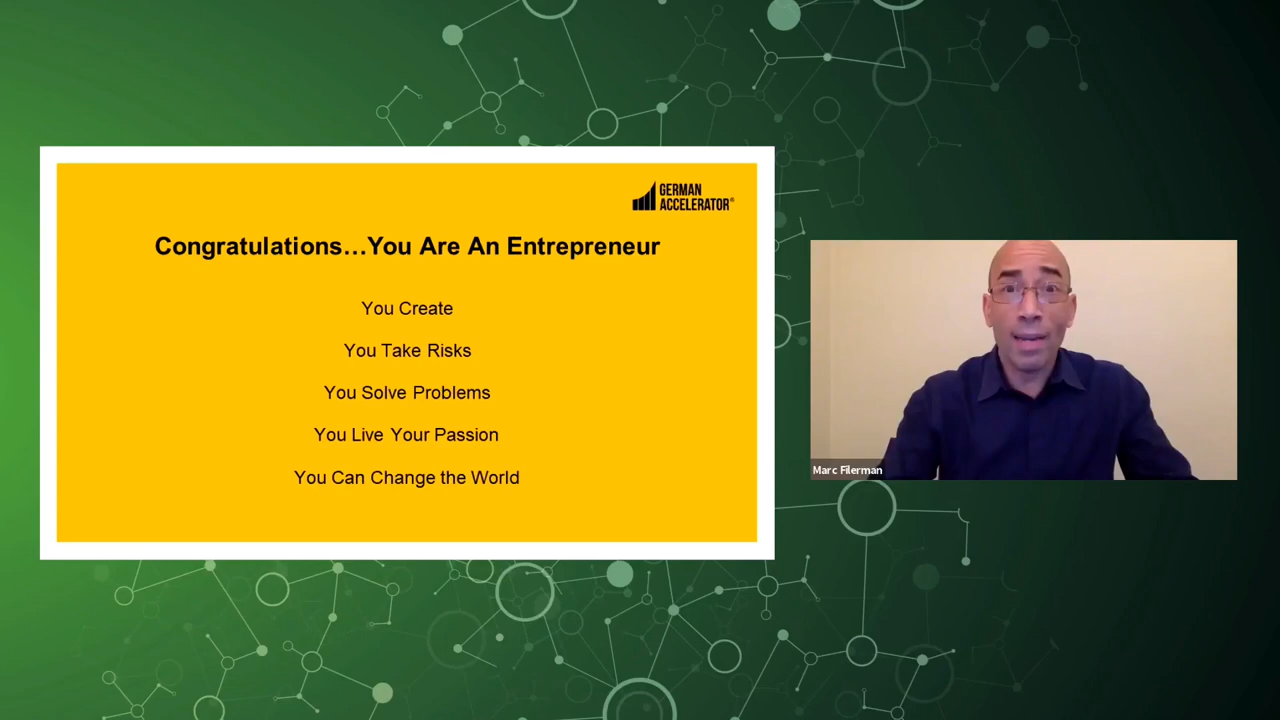 GERMAN
ACCELERATOR®
Congratulations…You Are An Entrepreneur
You Create
You Take Risks
You Solve Problems
You Live Your Passion
You Can Change the World
Marc Filerman